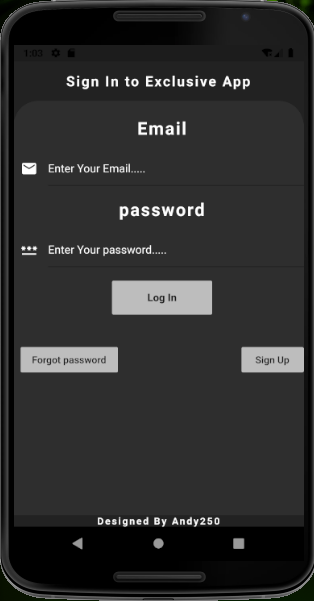 1:03
Sign In to Exclusive App
Email
Enter Your Email.....
password
Enter Your password.....
Log In
Forgot password
Sign Up
Designed By Andy250